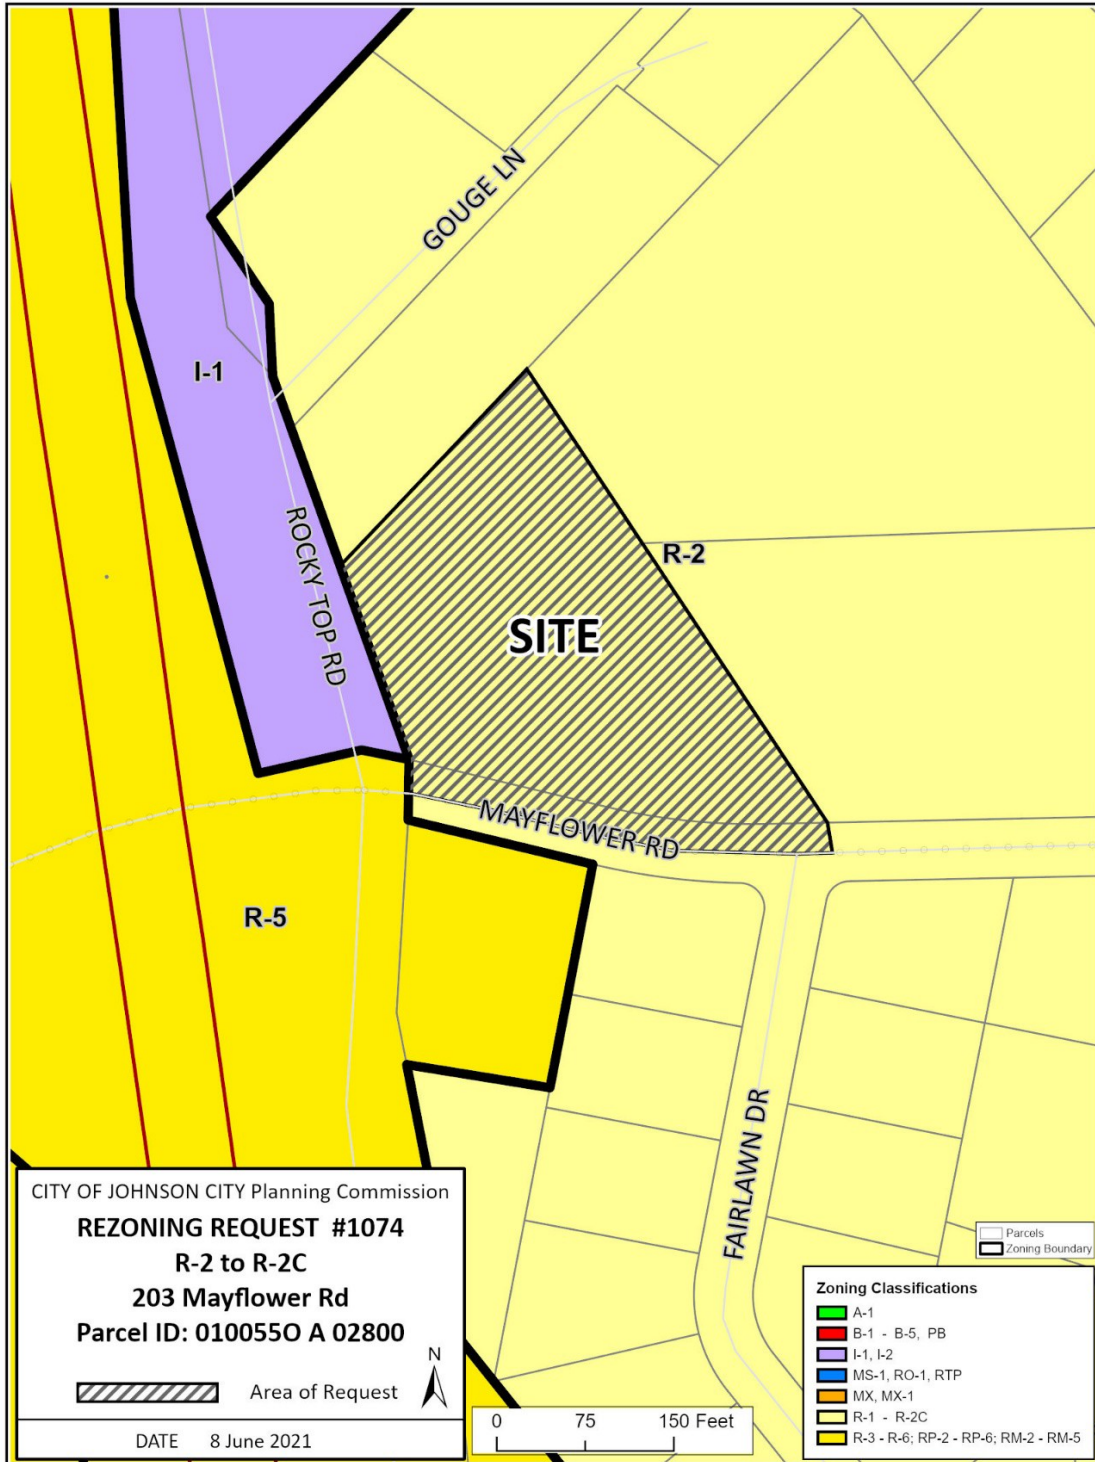 GOUGE LN
I-1
ROCKY TOP RD
R-2
SITE
MAYFLOWER RD
R-5
FAIRLAWN DR
CITY OF JOHNSON CITY Planning Commission
REZONING REQUEST #1074
R-2 to R-2C
203 Mayflower Rd
Parcel ID: 010055O A 02800
N
Area of Request
DATE 8 June 2021
0 75 150 Feet
Parcels
Zoning Boundary
Zoning Classifications
A-1
B-1 - B-5, PB
I-1, I-2
MS-1, RO-1, RTP
MX, MX-1
R-1 - R-2C
R-3 - R-6; RP-2 - RP-6; RM-2 - RM-5